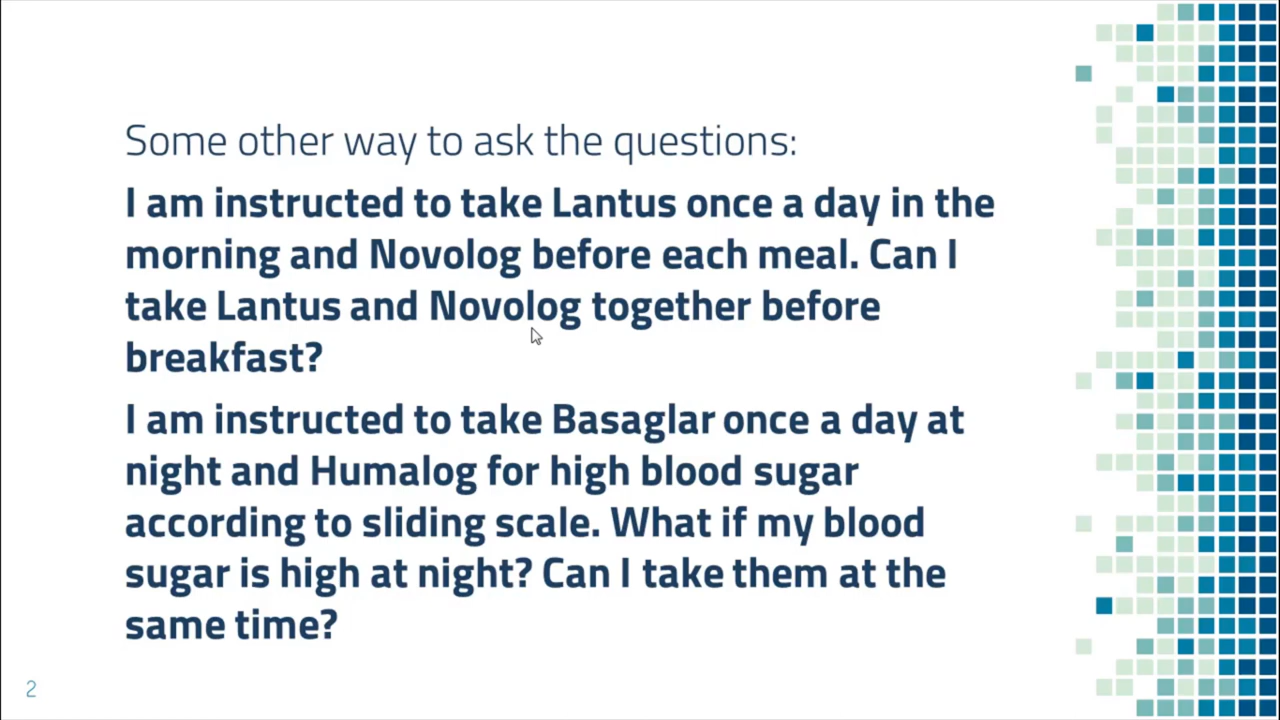 Some other way to ask the questions:
I am instructed to take Lantus once a day in the
morning and Novolog before each meal. Can I
take Lantus and Novolog together before
breakfast?
I am instructed to take Basaglar once a day at
night and Humalog for high blood sugar
according to sliding scale. What if my blood
sugar is high at night? Can I take them at the
same time?
2